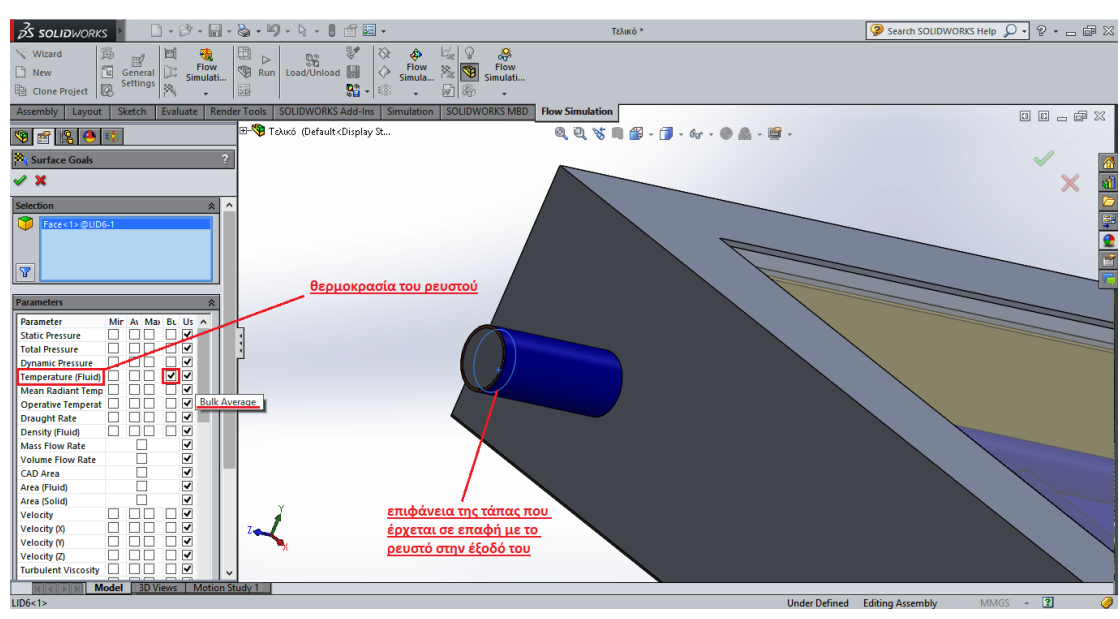 SOLIDWORKS
Τελικό *
Search SOLIDWORKS Help
Wizard
New
Clone Project
General Settings
Flow Simulati...
Run
Load/Unload
Flow Simula...
Flow Simulati...
Assembly Layout Sketch Evaluate Render Tools SOLIDWORKS Add-Ins Simulation SOLIDWORKS MBD Flow Simulation
Τελικό (Default<Display St...
Surface Goals ?
Selection
Face<1>@LID6-1
Parameters
Parameter Mir Av Max Bu Us
Static Pressure
Total Pressure
Dynamic Pressure
Temperature (Fluid)
Mean Radiant Temp
Operative Temperat
Draught Rate
Density (Fluid)
Mass Flow Rate
Volume Flow Rate
CAD Area
Area (Fluid)
Area (Solid)
Velocity
Velocity (X)
Velocity (Y)
Velocity (Z)
Turbulent Viscosity
Bulk Average
θερμοκρασία του ρευστού
επιφάνεια της τάπας που
έρχεται σε επαφή με το
ρευστό στην έξοδό του
Y
Z
X
Model 3D Views Motion Study 1
LID6<1>
Under Defined Editing Assembly MMGS